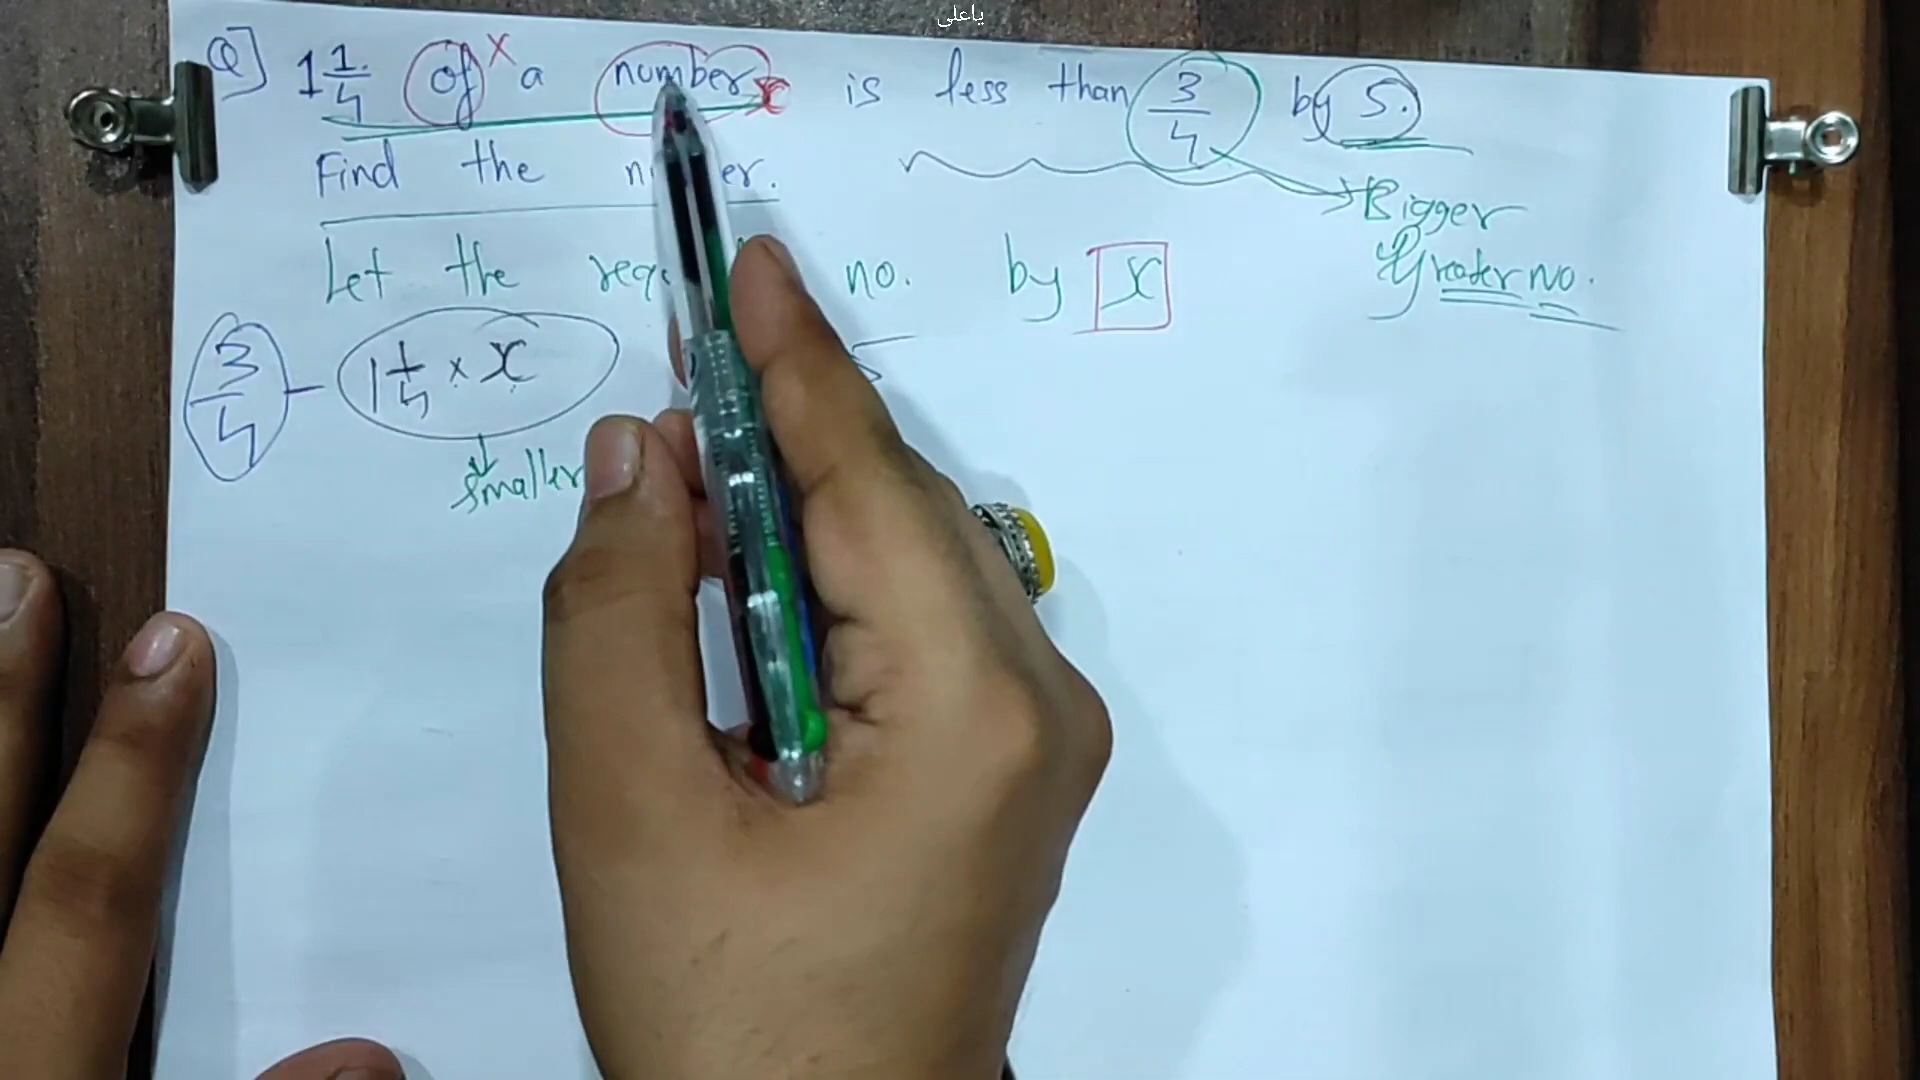 ياعلى
Q] 1 1/4 of x a number x is less than 3/4 by 5.
Find the number.
Bigger
Let the no. by x
Greater no.
3/4 - 1 1/4 × x
smaller